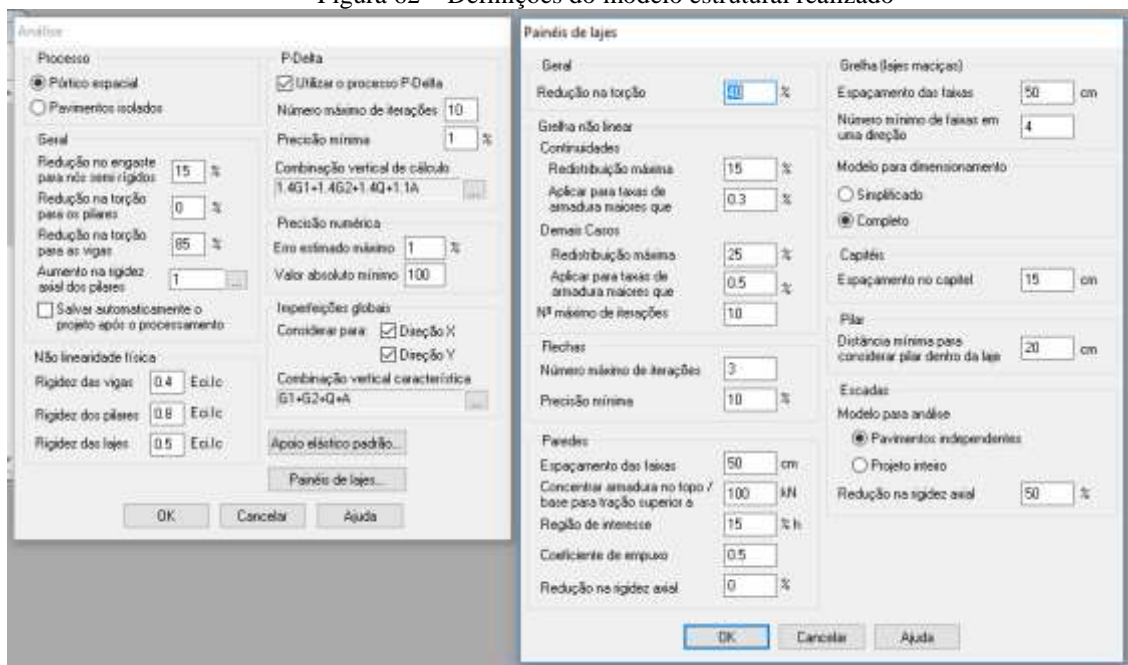 Figura 62 – Definições do modelo estrutural realizado
Análise
Processo
Pórtico espacial
Pavimentos isolados
Geral
Redução no engaste para nós semi rígidos 15 %
Redução na torção para os pilares 0 %
Redução na torção para as vigas 85 %
Aumento na rigidez axial dos pilares 1 ...
Salvar automaticamente o projeto após o processamento
Não linearidade física
Rigidez das vigas 0.4 Eci.Ic
Rigidez dos pilares 0.8 Eci.Ic
Rigidez das lajes 0.5 Eci.Ic
P-Delta
Utilizar o processo P-Delta
Número máximo de iterações 10
Precisão mínima 1 %
Combinação vertical de cálculo
1.4G1+1.4G2+1.4Q+1.1A ...
Precisão numérica
Erro estimado máximo 1 %
Valor absoluto mínimo 100
Imperfeições globais
Considerar para: Direção X
Direção Y
Combinação vertical característica
G1+G2+Q+A ...
Apoio elástico padrão...
Painéis de lajes...
OK Cancelar Ajuda
Painéis de lajes
Geral
Redução na torção 40 %
Grelha não linear
Continuidades
Redistribuição máxima 15 %
Aplicar para taxas de armadura maiores que 0.3 %
Demais Casos
Redistribuição máxima 25 %
Aplicar para taxas de armadura maiores que 0.5 %
Nº máximo de iterações 10
Flechas
Número máximo de iterações 3
Precisão mínima 10 %
Paredes
Espaçamento das faixas 50 cm
Concentrar armadura no topo / base para tração superior a 100 kN
Região de interesse 15 % h
Coeficiente de empuxo 0.5
Redução na rigidez axial 0 %
Grelha (lajes maciças)
Espaçamento das faixas 50 cm
Número mínimo de faixas em uma direção 4
Modelo para dimensionamento
Simplificado
Completo
Capitéis
Espaçamento no capitel 15 cm
Pilar
Distância mínima para considerar pilar dentro da laje 20 cm
Escadas
Modelo para análise
Pavimentos independentes
Projeto inteiro
Redução na rigidez axial 50 %
OK Cancelar Ajuda